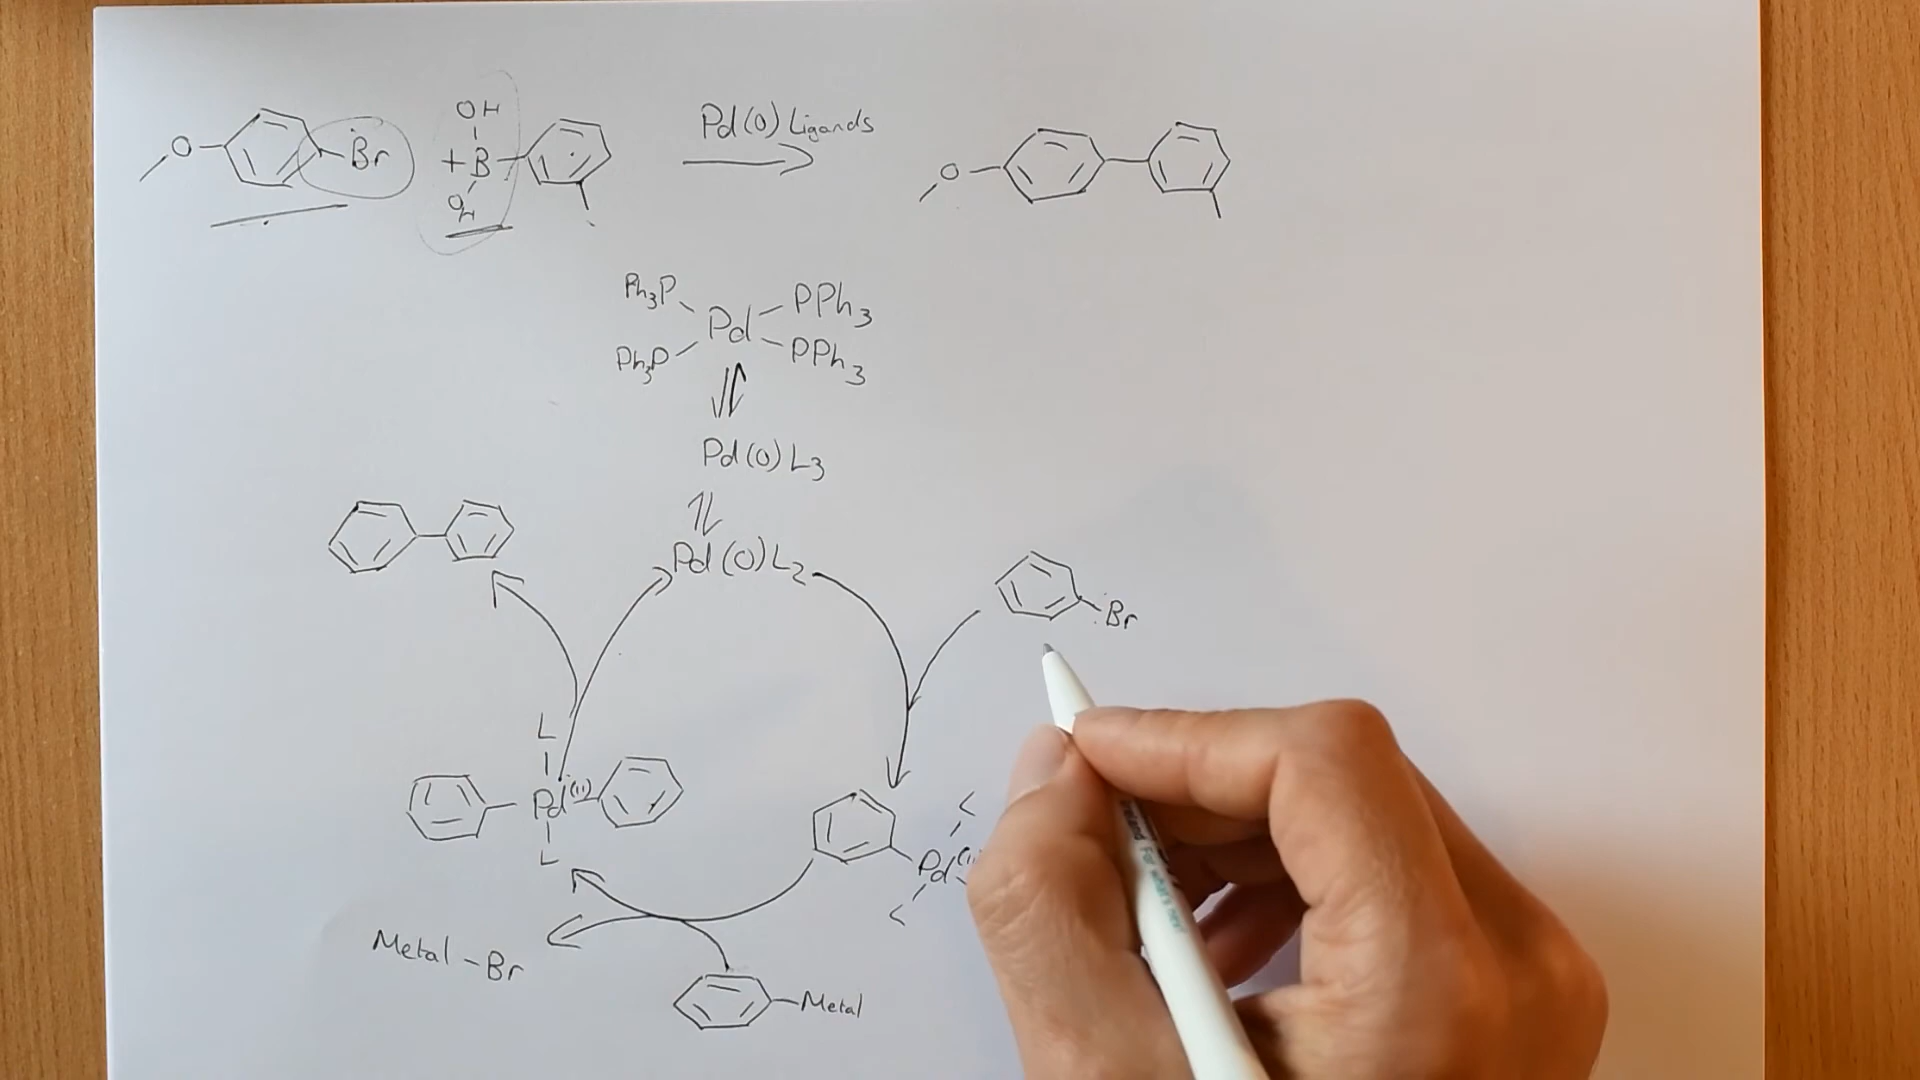 O
Br
+
OH
B
OH
Pd(0) Ligands
O
Ph3P
PPh3
Pd
Ph3P
PPh3
Pd(0) L3
Pd(0) L2
Br
L
Pd(II)
L
L
Pd
L
Metal-Br
Metal